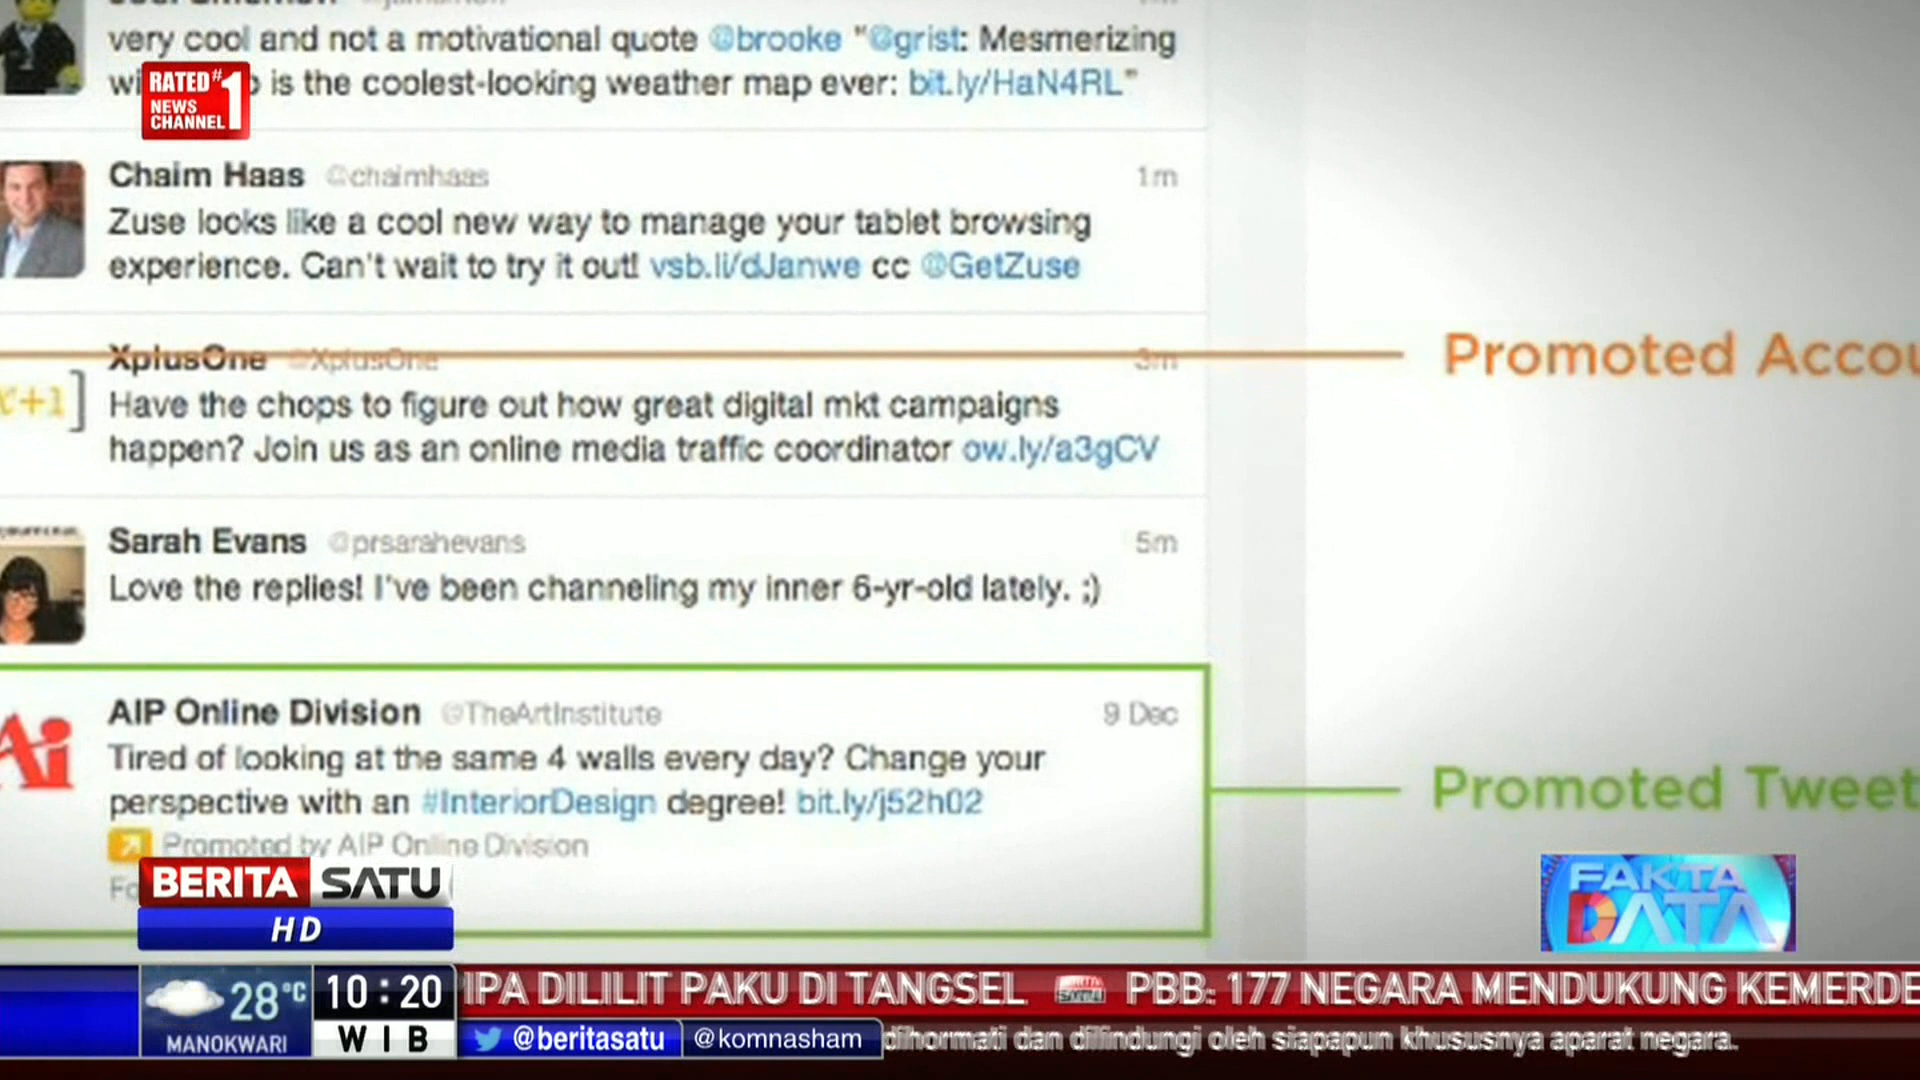 very cool and not a motivational quote @brooke "@grist: Mesmerizing
is the coolest-looking weather map ever: bit.ly/HaN4RL"
RATED #1
NEWS
CHANNEL
Chaim Haas @chaimhaas 1m
Zuse looks like a cool new way to manage your tablet browsing
experience. Can't wait to try it out! vsb.li/dJanwe cc @GetZuse
XplusOne @XplusOne 3m
Promoted Accou
x+1]
Have the chops to figure out how great digital mkt campaigns
happen? Join us as an online media traffic coordinator ow.ly/a3gCV
Sarah Evans @prsarahevans 5m
Love the replies! I've been channeling my inner 6-yr-old lately. ;)
Ai
AIP Online Division @TheArtInstitute 9 Dec
Tired of looking at the same 4 walls every day? Change your
perspective with an #InteriorDesign degree! bit.ly/j52h02
Promoted by AIP Online Division
Promoted Tweet
Fo
BERITA SATU
HD
FAKTA
DATA
28°C
MANOKWARI
10:20
WIB
IPA DILILIT PAKU DI TANGSEL BERITA SATU PBB: 177 NEGARA MENDUKUNG KEMERDE
@beritasatu @komnasham dihormati dan dilindungi oleh siapapun khususnya aparat negara.